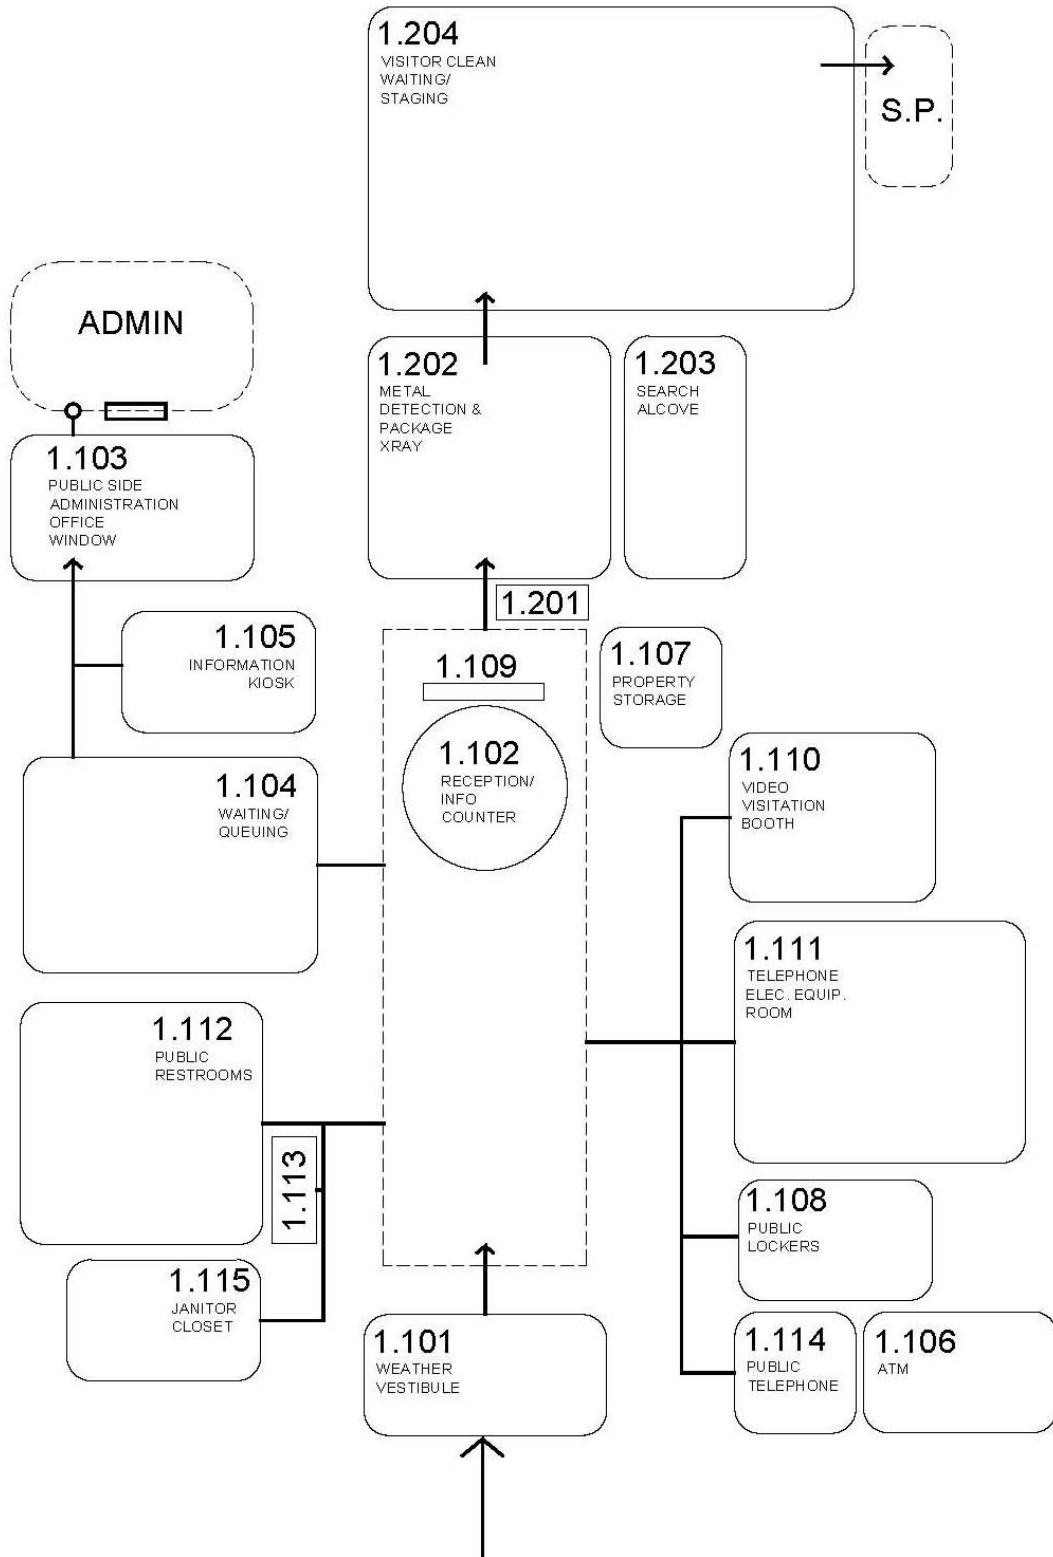 1.204
VISITOR CLEAN
WAITING/
STAGING
S.P.
ADMIN
1.202
METAL
DETECTION &
PACKAGE
XRAY
1.203
SEARCH
ALCOVE
1.103
PUBLIC SIDE
ADMINISTRATION
OFFICE
WINDOW
1.201
1.105
INFORMATION
KIOSK
1.109
1.107
PROPERTY
STORAGE
1.102
RECEPTION/
INFO
COUNTER
1.104
WAITING/
QUEUING
1.110
VIDEO
VISITATION
BOOTH
1.111
TELEPHONE
ELEC. EQUIP.
ROOM
1.112
PUBLIC
RESTROOMS
1.113
1.108
PUBLIC
LOCKERS
1.115
JANITOR
CLOSET
1.101
WEATHER
VESTIBULE
1.114
PUBLIC
TELEPHONE
1.106
ATM